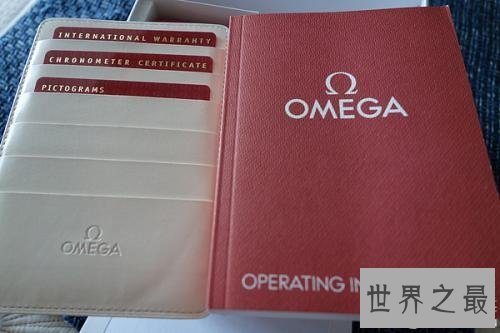 INTERNATIONAL WARRANTY
CHRONOMETER CERTIFICATE
PICTOGRAMS
Ω
OMEGA
Ω
OMEGA
OPERATING IN
世界之最